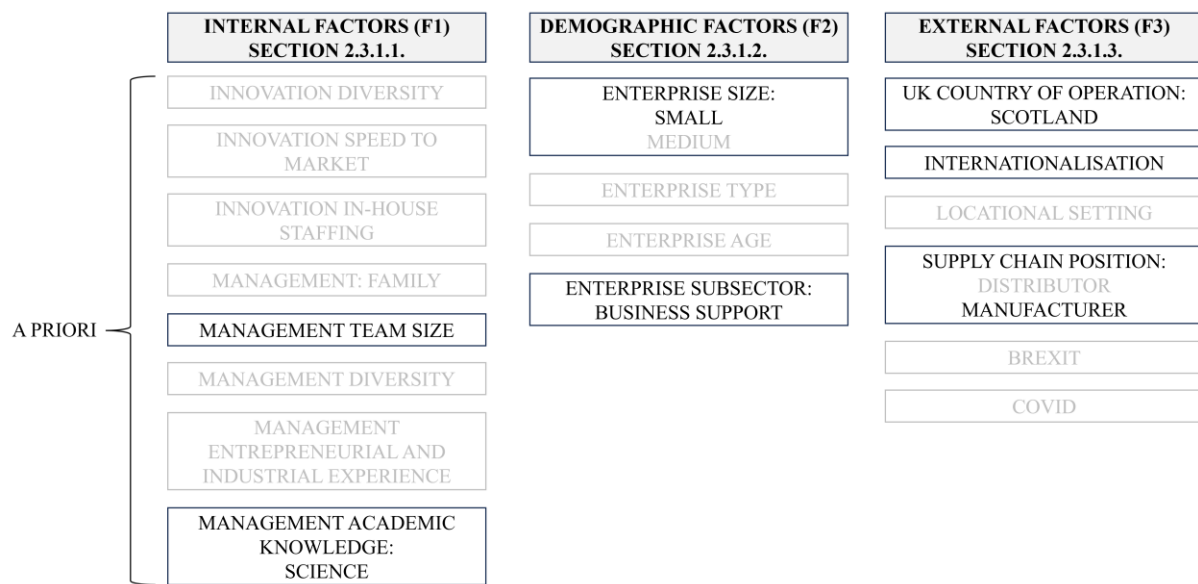 INTERNAL FACTORS (F1)
SECTION 2.3.1.1.
INNOVATION DIVERSITY
INNOVATION SPEED TO
MARKET
INNOVATION IN-HOUSE
STAFFING
MANAGEMENT: FAMILY
A PRIORI
MANAGEMENT TEAM SIZE
MANAGEMENT DIVERSITY
MANAGEMENT
ENTREPRENEURIAL AND
INDUSTRIAL EXPERIENCE
MANAGEMENT ACADEMIC
KNOWLEDGE:
SCIENCE
DEMOGRAPHIC FACTORS (F2)
SECTION 2.3.1.2.
ENTERPRISE SIZE:
SMALL
MEDIUM
ENTERPRISE TYPE
ENTERPRISE AGE
ENTERPRISE SUBSECTOR:
BUSINESS SUPPORT
EXTERNAL FACTORS (F3)
SECTION 2.3.1.3.
UK COUNTRY OF OPERATION:
SCOTLAND
INTERNATIONALISATION
LOCATIONAL SETTING
SUPPLY CHAIN POSITION:
DISTRIBUTOR
MANUFACTURER
BREXIT
COVID